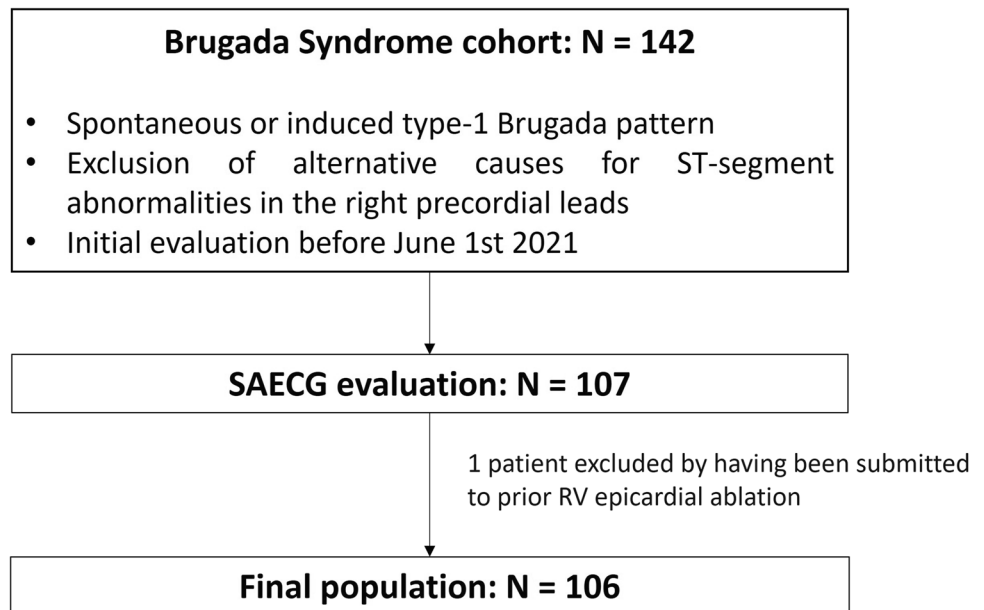 Brugada Syndrome cohort: N = 142
• Spontaneous or induced type-1 Brugada pattern
• Exclusion of alternative causes for ST-segment
abnormalities in the right precordial leads
• Initial evaluation before June 1st 2021
SAECG evaluation: N = 107
1 patient excluded by having been submitted
to prior RV epicardial ablation
Final population: N = 106